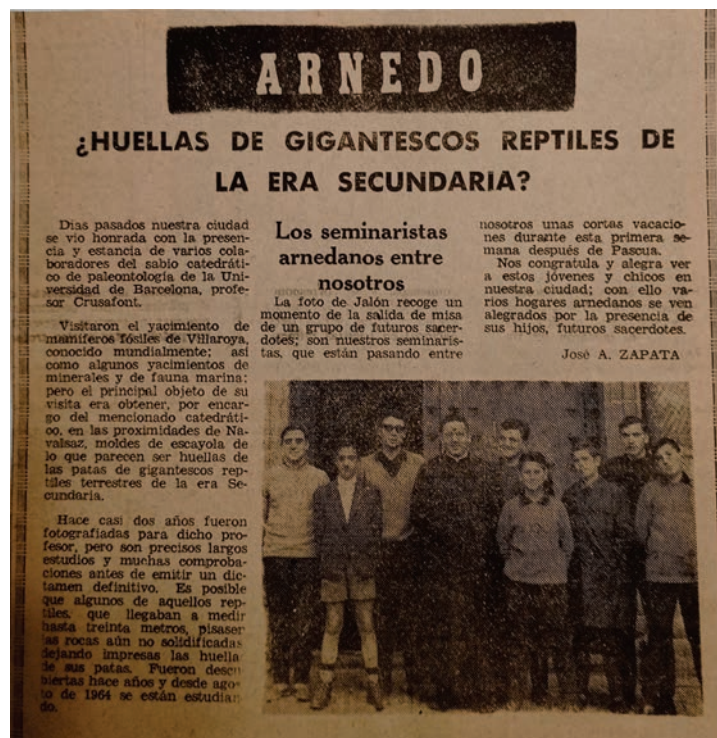 ARNEDO
¿HUELLAS DE GIGANTESCOS REPTILES DE
LA ERA SECUNDARIA?
Días pasados nuestra ciudad
se vio honrada con la presen-
cia y estancia de varios cola-
boradores del sabio catedráti-
co de paleontología de la Uni-
versidad de Barcelona, profe-
sor Crusafont.
Visitaron el yacimiento de
mamíferos fósiles de Villaroya,
conocido mundialmente; así
como algunos yacimientos de
minerales y de fauna marina;
pero el principal objeto de su
visita era obtener, por encar-
go del mencionado catedráti-
co, en las proximidades de Na-
valsaz, moldes de escayola de
lo que parecen ser huellas de
las patas de gigantescos rep-
tiles terrestres de la era Se-
cundaria.
Hace casi dos años fueron
fotografiadas para dicho pro-
fesor, pero son precisos largos
estudios y muchas comproba-
ciones antes de emitir un dic-
tamen definitivo. Es posible
que algunos de aquellos rep-
tiles, que llegaban a medir
hasta treinta metros, pisaser
las rocas aún no solidificadas
dejando impresas las huella
de sus patas. Fueron descu
biertas hace años y desde agos
to de 1964 se están estudian
do.
Los seminaristas
arnedanos entre
nosotros
La foto de Jalón recoge un
momento de la salida de misa
de un grupo de futuros sacer-
dotes; son nuestros seminaris-
tas, que están pasando entre
nosotros unas cortas vacacio-
nes durante esta primera se-
mana después de Pascua.
Nos congratula y alegra ver
a estos jóvenes y chicos en
nuestra ciudad; con ello va-
rios hogares arnedanos se ven
alegrados por la presencia de
sus hijos, futuros sacerdotes.
José A. ZAPATA